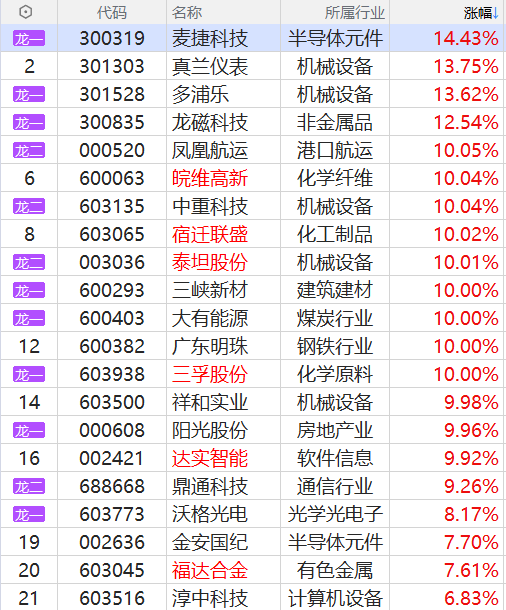 代码 名称 所属行业 涨幅↓
龙一 300319 麦捷科技 半导体元件 14.43%
2 301303 真兰仪表 机械设备 13.75%
龙一 301528 多浦乐 机械设备 13.62%
龙一 300835 龙磁科技 非金属品 12.54%
龙二 000520 凤凰航运 港口航运 10.05%
6 600063 皖维高新 化学纤维 10.04%
龙二 603135 中重科技 机械设备 10.04%
8 603065 宿迁联盛 化工制品 10.02%
龙二 003036 泰坦股份 机械设备 10.01%
龙一 600293 三峡新材 建筑建材 10.00%
龙一 600403 大有能源 煤炭行业 10.00%
12 600382 广东明珠 钢铁行业 10.00%
龙一 603938 三孚股份 化学原料 10.00%
14 603500 祥和实业 机械设备 9.98%
龙一 000608 阳光股份 房地产业 9.96%
16 002421 达实智能 软件信息 9.92%
龙二 688668 鼎通科技 通信行业 9.26%
龙一 603773 沃格光电 光学光电子 8.17%
19 002636 金安国纪 半导体元件 7.70%
20 603045 福达合金 有色金属 7.61%
21 603516 淳中科技 计算机设备 6.83%